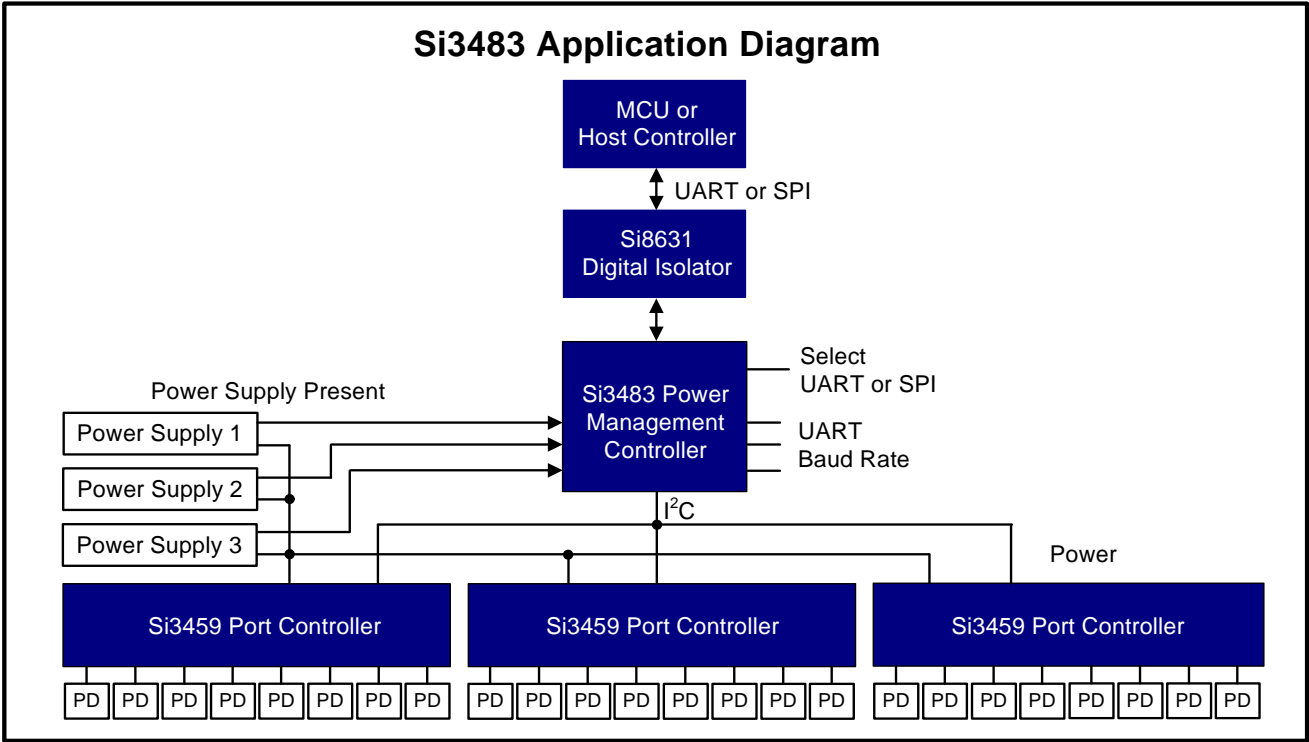 Si3483 Application Diagram
MCU or
Host Controller
UART or SPI
Si8631
Digital Isolator
Select
UART or SPI
Si3483 Power
Management
Controller
UART
Baud Rate
Power Supply Present
Power Supply 1
Power Supply 2
Power Supply 3
I²C
Power
Si3459 Port Controller
Si3459 Port Controller
Si3459 Port Controller
PD PD PD PD PD PD PD PD
PD PD PD PD PD PD PD PD
PD PD PD PD PD PD PD PD